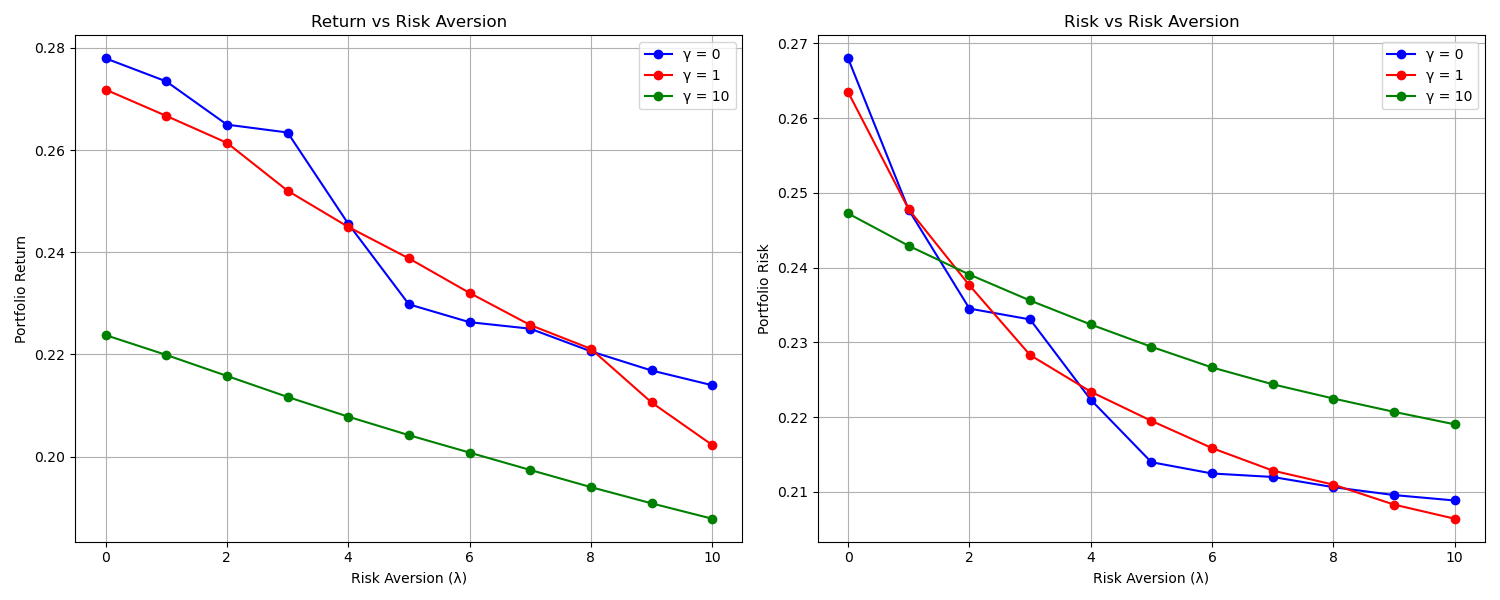 Return vs Risk Aversion
0.28
0.26
0.24
0.22
0.20
Portfolio Return
0
2
4
6
8
10
Risk Aversion (λ)
γ = 0
γ = 1
γ = 10
Risk vs Risk Aversion
0.27
0.26
0.25
0.24
0.23
0.22
0.21
Portfolio Risk
0
2
4
6
8
10
Risk Aversion (λ)
γ = 0
γ = 1
γ = 10